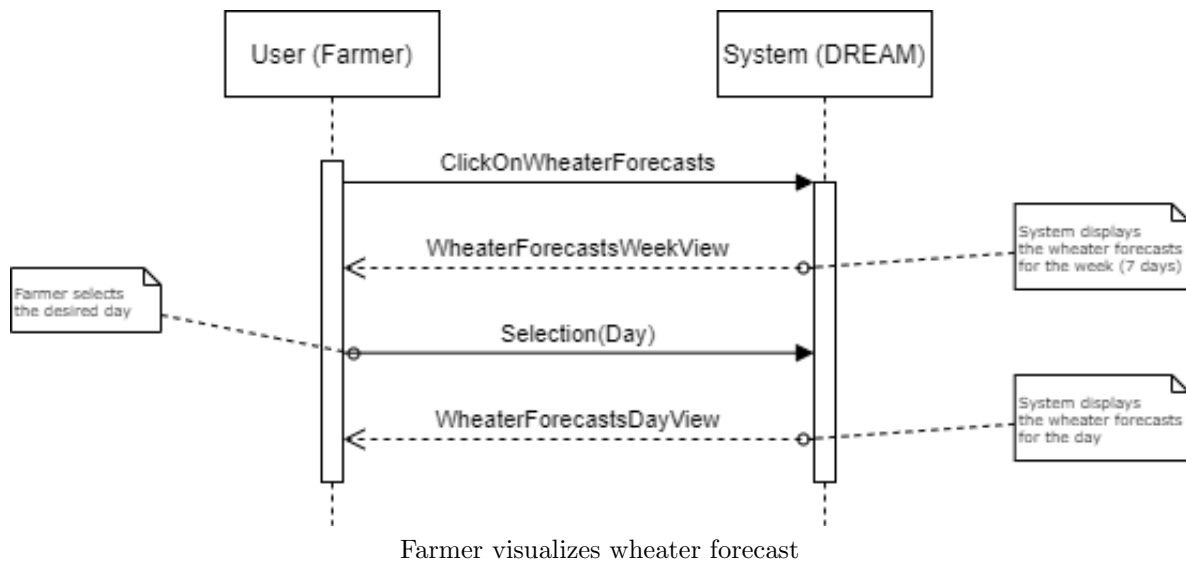 User (Farmer)
System (DREAM)
ClickOnWheaterForecasts
System displays
the wheater forecasts
for the week (7 days)
WheaterForecastsWeekView
Farmer selects
the desired day
Selection(Day)
System displays
the wheater forecasts
for the day
WheaterForecastsDayView
Farmer visualizes wheater forecast